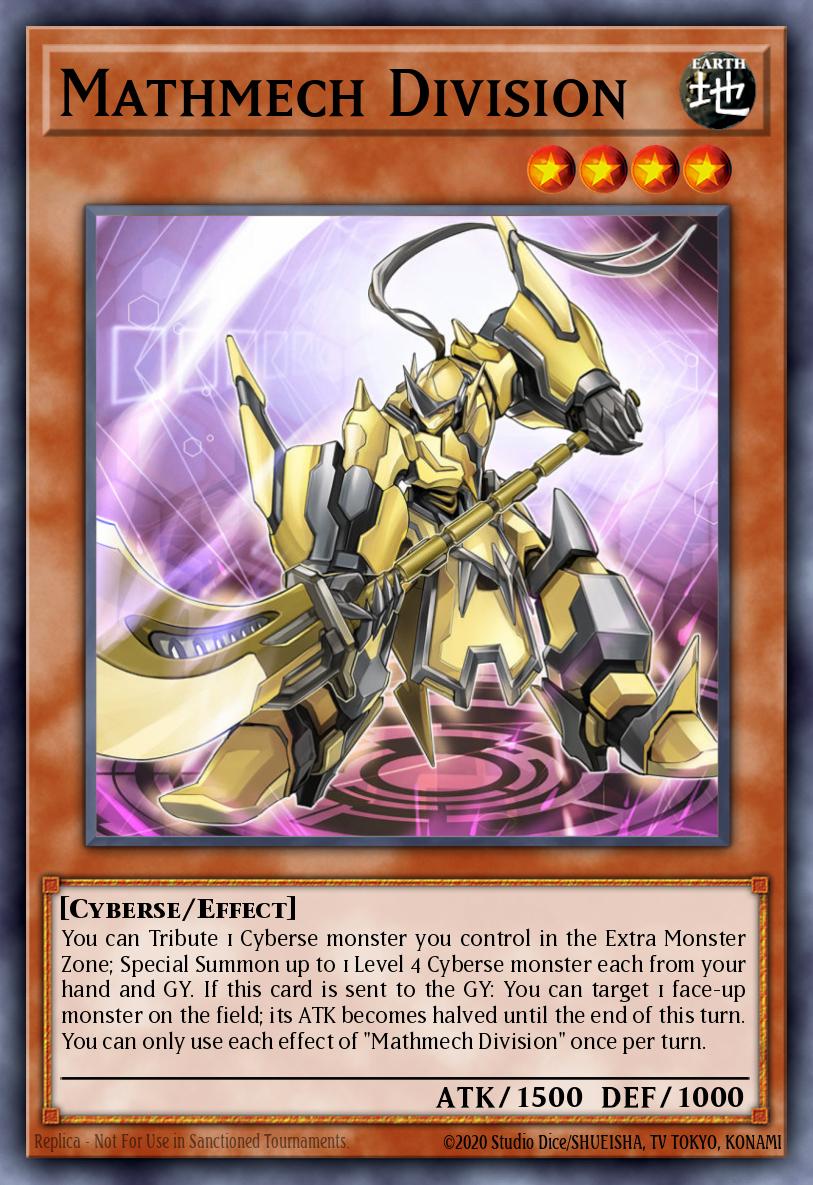 Mathmech Division
EARTH
地
[Cyberse/Effect]
You can Tribute 1 Cyberse monster you control in the Extra Monster
Zone; Special Summon up to 1 Level 4 Cyberse monster each from your
hand and GY. If this card is sent to the GY: You can target 1 face-up
monster on the field; its ATK becomes halved until the end of this turn.
You can only use each effect of "Mathmech Division" once per turn.
ATK/1500 DEF/1000
Replica - Not For Use in Sanctioned Tournaments.
©2020 Studio Dice/SHUEISHA, TV TOKYO, KONAMI